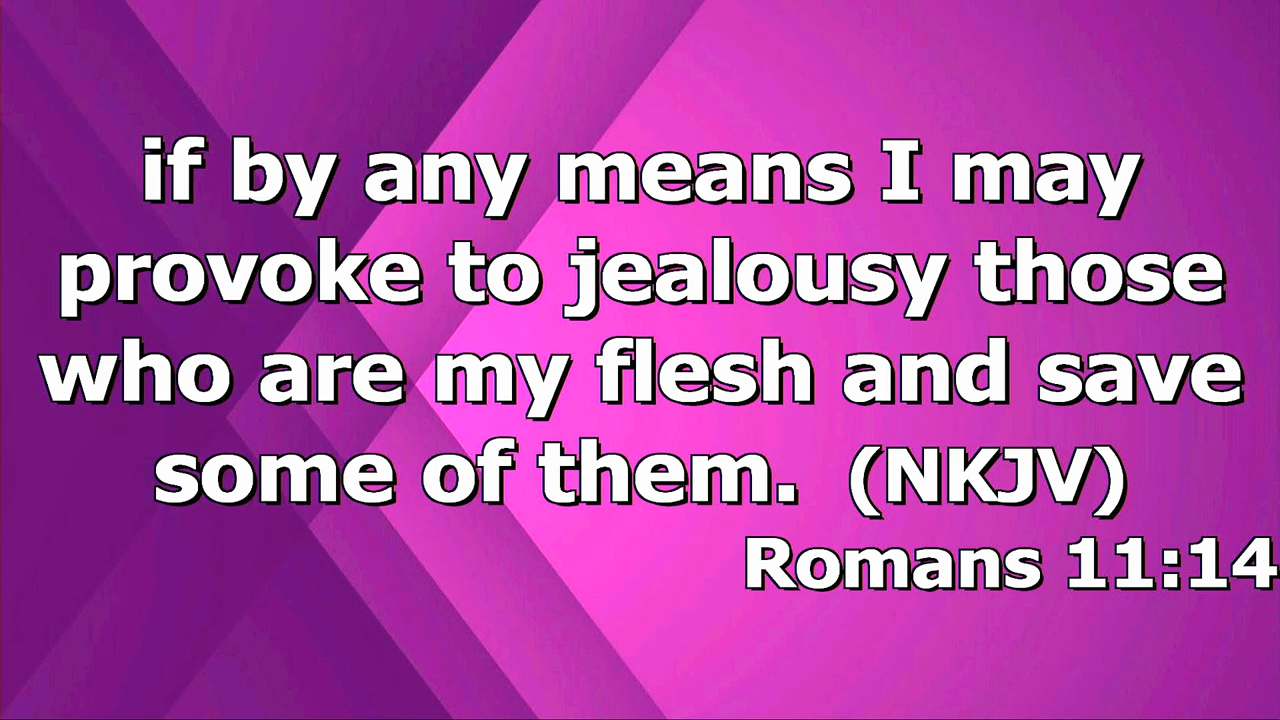 if by any means I may
provoke to jealousy those
who are my flesh and save
some of them. (NKJV)
Romans 11:14